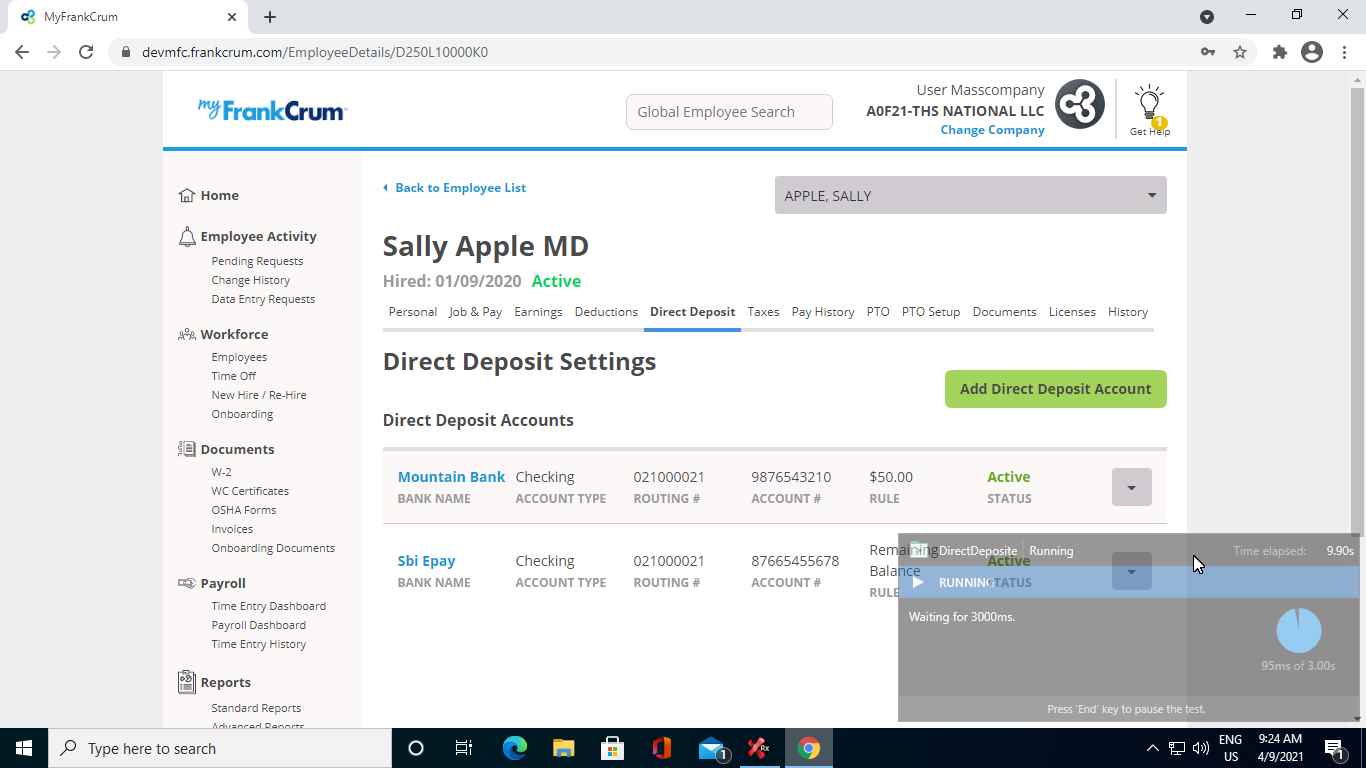 MyFrankCrum
devmfc.frankcrum.com/EmployeeDetails/D250L10000K0
my FrankCrum
Global Employee Search
User Masscompany
A0F21-THS NATIONAL LLC
Change Company
1
Get Help
Home
Employee Activity
Pending Requests
Change History
Data Entry Requests
Workforce
Employees
Time Off
New Hire / Re-Hire
Onboarding
Documents
W-2
WC Certificates
OSHA Forms
Invoices
Onboarding Documents
Payroll
Time Entry Dashboard
Payroll Dashboard
Time Entry History
Reports
Standard Reports
Advanced Reports
Back to Employee List
APPLE, SALLY
Sally Apple MD
Hired: 01/09/2020 Active
Personal Job & Pay Earnings Deductions Direct Deposit Taxes Pay History PTO PTO Setup Documents Licenses History
Direct Deposit Settings
Add Direct Deposit Account
Direct Deposit Accounts
Mountain Bank Checking 021000021 9876543210 $50.00 Active
BANK NAME ACCOUNT TYPE ROUTING # ACCOUNT # RULE STATUS
Sbi Epay Checking 021000021 87665455678 Remaining Balance Active
BANK NAME ACCOUNT TYPE ROUTING # ACCOUNT # RULE STATUS
DirectDeposite Running Time elapsed: 9.90s
RUNNING
Waiting for 3000ms.
95ms of 3.00s
Press 'End' key to pause the test.
Type here to search
1
Rx
ENG
US
9:24 AM
4/9/2021
1